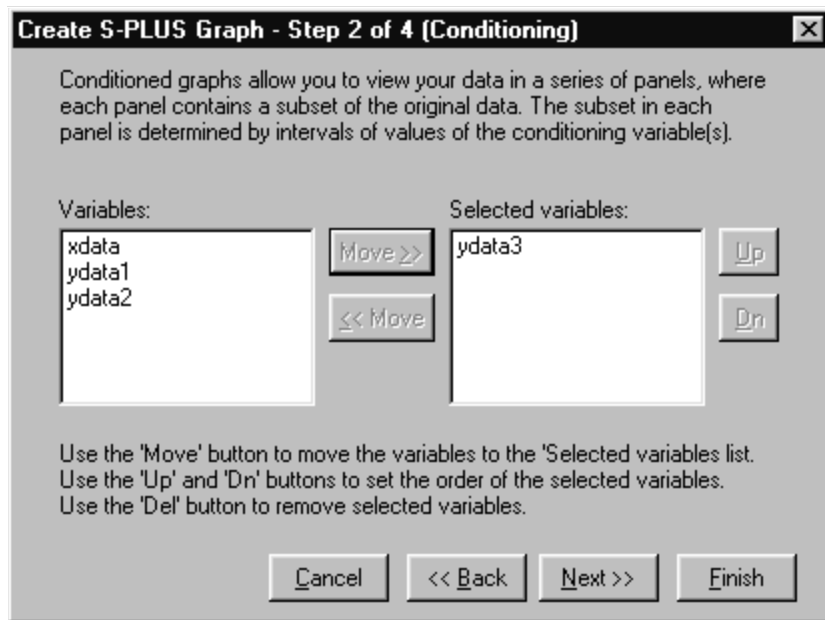 Create S-PLUS Graph - Step 2 of 4 (Conditioning)
Conditioned graphs allow you to view your data in a series of panels, where
each panel contains a subset of the original data. The subset in each
panel is determined by intervals of values of the conditioning variable(s).
Variables:
Selected variables:
xdata
ydata1
ydata2
Move >>
<< Move
ydata3
Up
Dn
Use the 'Move' button to move the variables to the 'Selected variables list.
Use the 'Up' and 'Dn' buttons to set the order of the selected variables.
Use the 'Del' button to remove selected variables.
Cancel
<< Back
Next >>
Finish